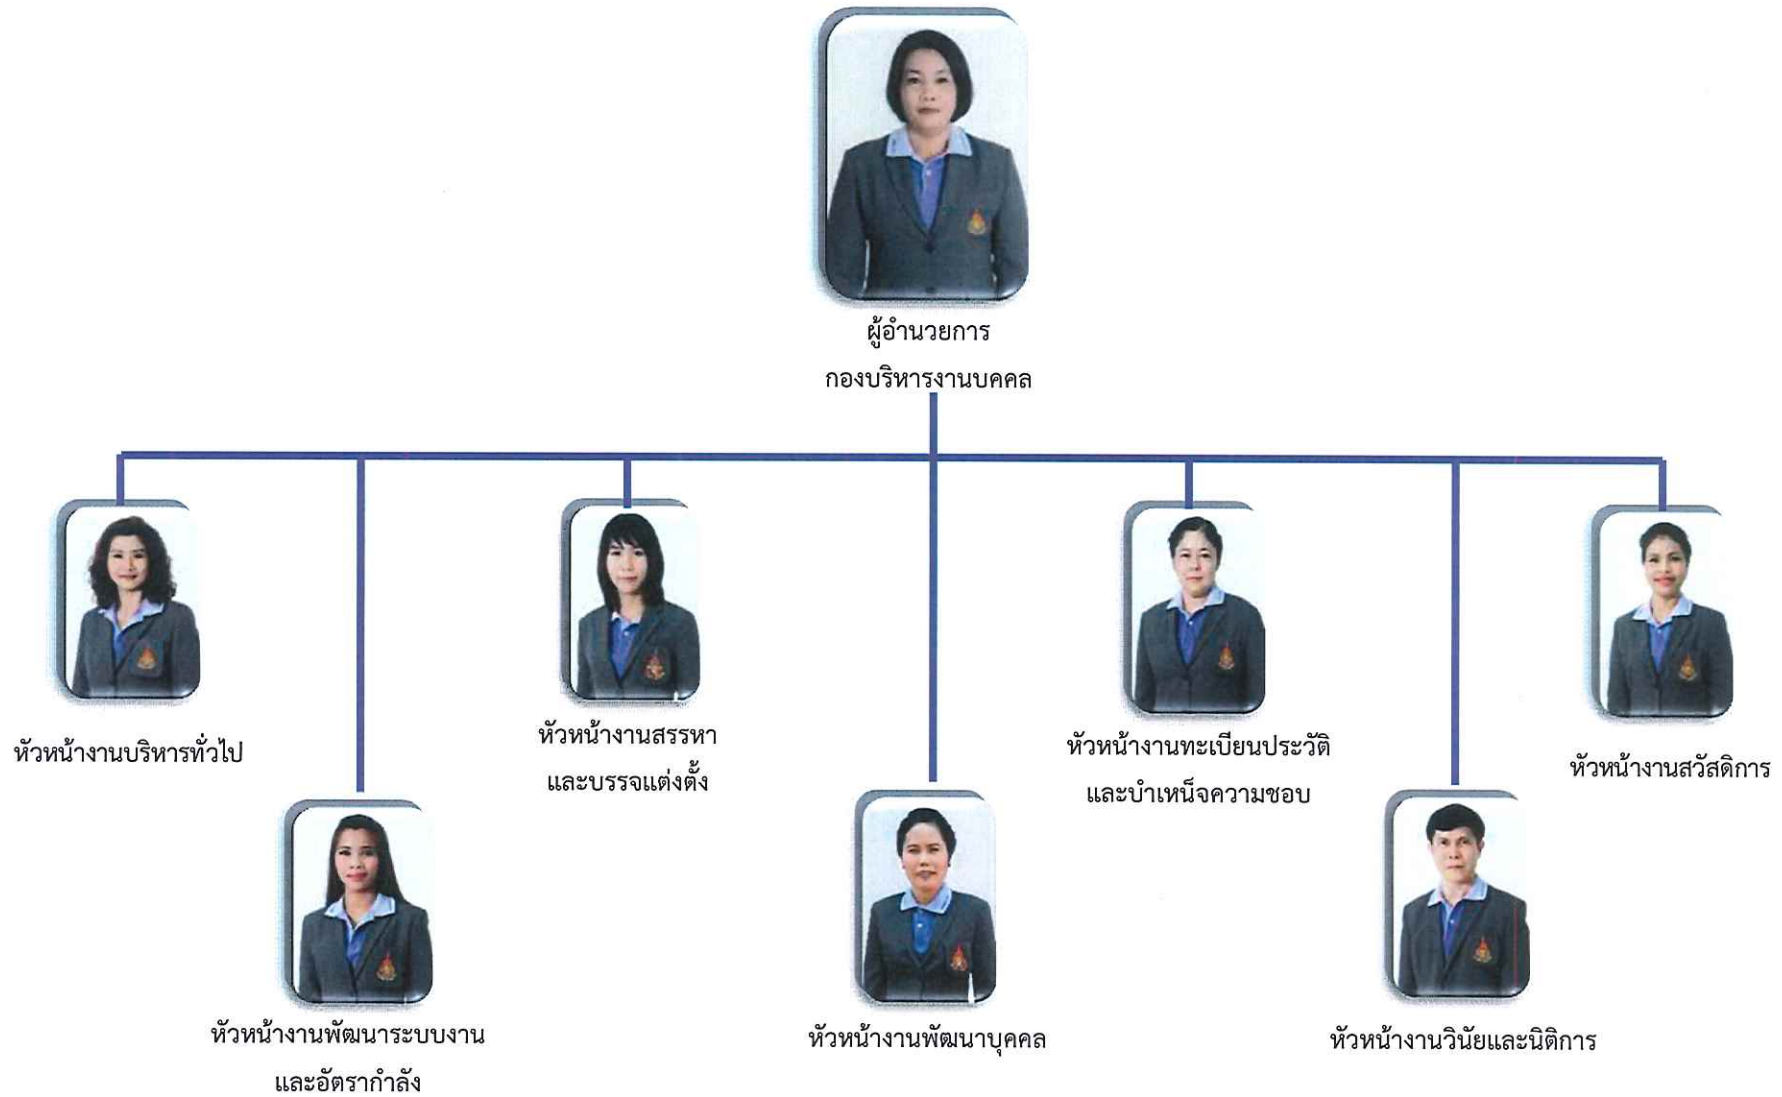 ผู้อำนวยการ
กองบริหารงานบคคล
หัวหน้างานบริหารทั่วไป
หัวหน้างานสรรหา
และบรรจุแต่งตั้ง
หัวหน้างานทะเบียนประวัติ
และบำเหน็จความชอบ
หัวหน้างานสวัสดิการ
หัวหน้างานพัฒนาระบบงาน
และอัตรากำลัง
หัวหน้างานพัฒนาบุคคล
หัวหน้างานวินัยและนิติการ